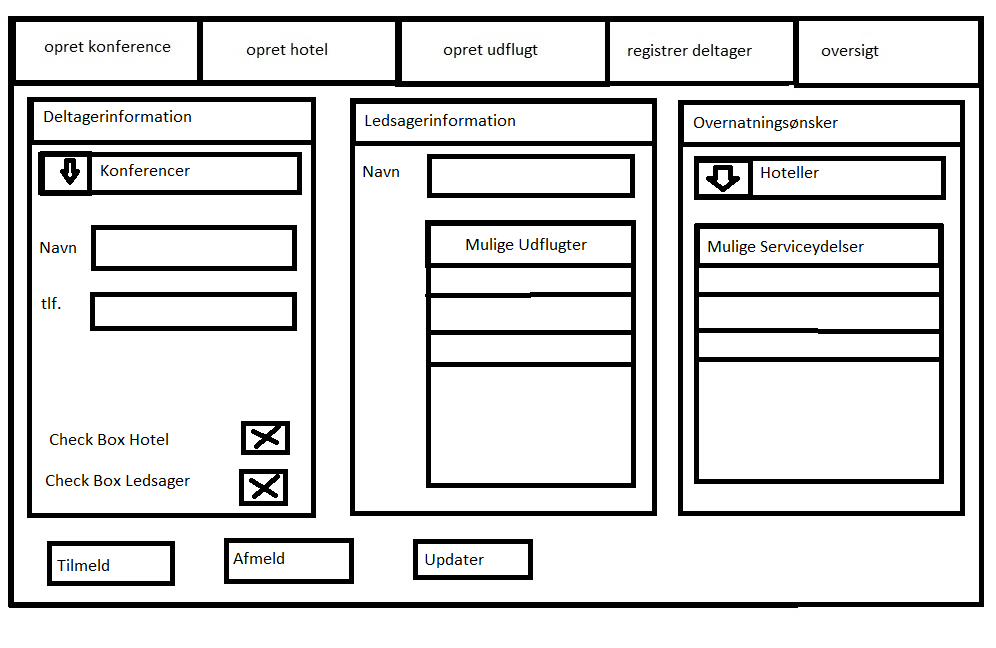 opret konference
opret hotel
opret udflugt
registrer deltager
oversigt
Deltagerinformation
Konferencer
Navn
tlf.
Check Box Hotel
Check Box Ledsager
Ledsagerinformation
Navn
Mulige Udflugter
Overnatningsønsker
Hoteller
Mulige Serviceydelser
Tilmeld
Afmeld
Updater